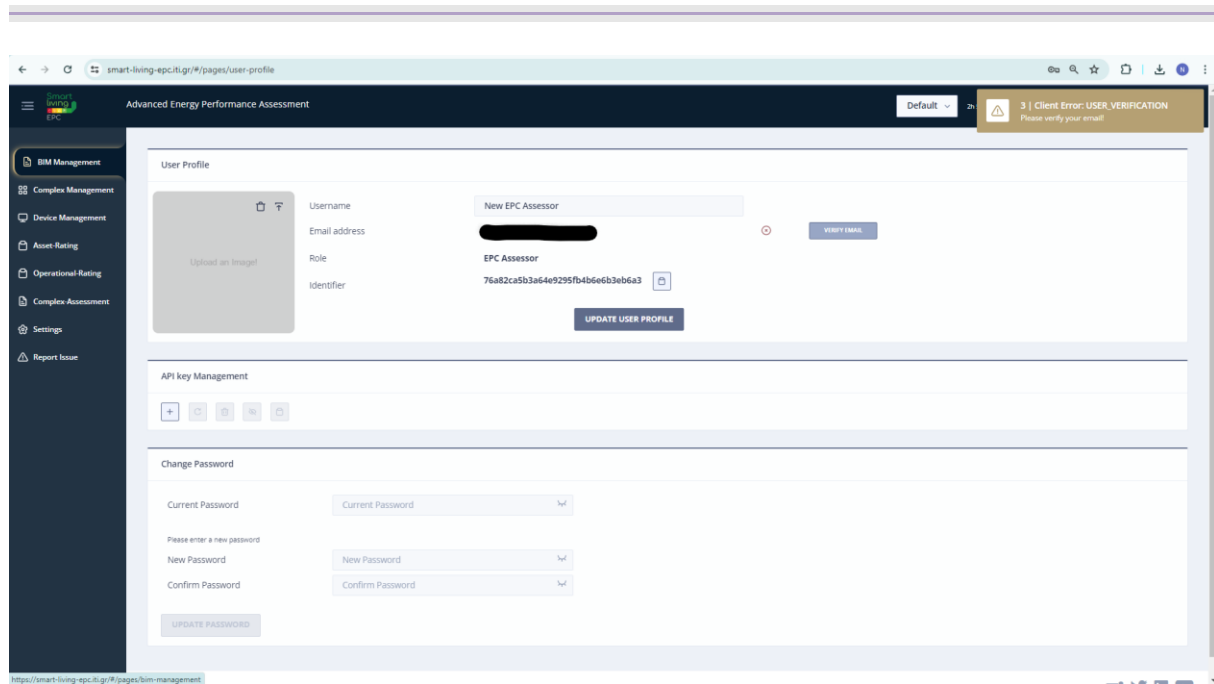 smart-living-epc.iti.gr/#/pages/user-profile
N
Smart
living
EPC
Advanced Energy Performance Assessment
Default
2h
3 | Client Error: USER_VERIFICATION
Please verify your email!
BIM Management
Complex Management
Device Management
Asset-Rating
Operational-Rating
Complex-Assessment
Settings
Report Issue
User Profile
Upload an Image!
Username
New EPC Assessor
Email address
VERIFY EMAIL
Role
EPC Assessor
Identifier
76a82ca5b3a64e9295fb4b6e6b3eb6a3
UPDATE USER PROFILE
API key Management
Change Password
Current Password
Current Password
Please enter a new password
New Password
New Password
Confirm Password
Confirm Password
UPDATE PASSWORD
https://smart-living-epc.iti.gr/#/pages/bim-management